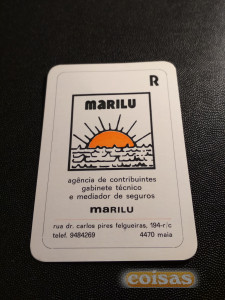 R
MARILU
agência de contribuintes
gabinete técnico
e mediador de seguros
MARILU
rua dr. carlos pires felgueiras, 194-r/c
telef. 9484269 4470 maia
coisas